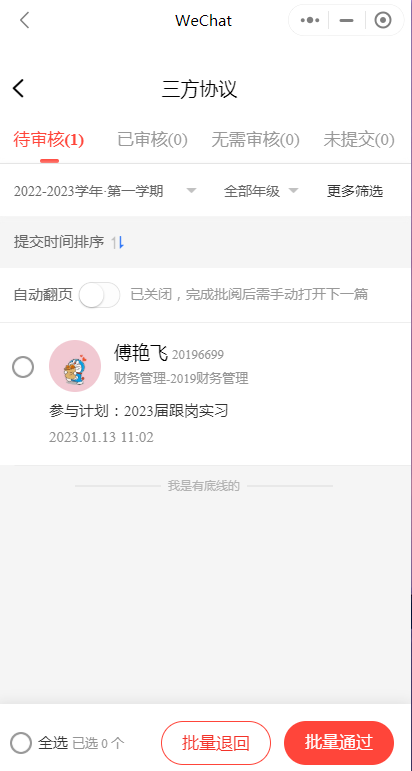 WeChat
三方协议
待审核(1) 已审核(0) 无需审核(0) 未提交(0)
2022-2023学年·第一学期 全部年级 更多筛选
提交时间排序
自动翻页 已关闭，完成批阅后需手动打开下一篇
傅艳飞 20196699
财务管理-2019财务管理
参与计划：2023届跟岗实习
2023.01.13 11:02
我是有底线的
全选 已选 0 个 批量退回 批量通过